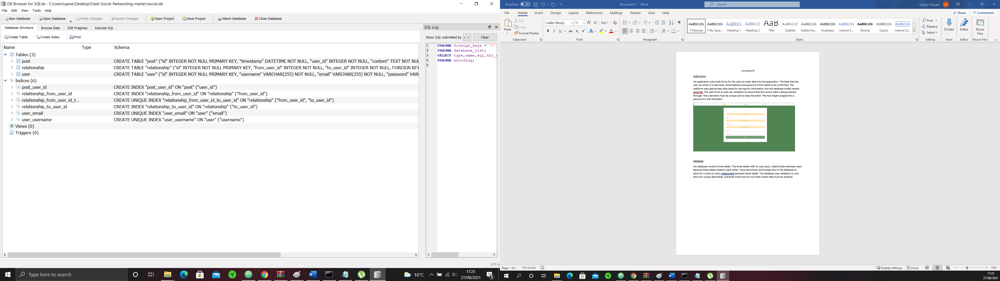 DB Browser for SQLite - C:\Users\qaise\Desktop\Flask-Social-Networking-master\social.db
File Edit View Tools Help
New Database Open Database Write Changes Revert Changes Open Project Save Project Attach Database Close Database
Database Structure Browse Data Edit Pragmas Execute SQL
Create Table Create Index Print
Name Type Schema
Tables (3)
post CREATE TABLE "post" ("id" INTEGER NOT NULL PRIMARY KEY, "timestamp" DATETIME NOT NULL, "user_id" INTEGER NOT NULL, "content" TEXT NOT NUL
relationship CREATE TABLE "relationship" ("id" INTEGER NOT NULL PRIMARY KEY, "from_user_id" INTEGER NOT NULL, "to_user_id" INTEGER NOT NULL, FOREIGN KEY
user CREATE TABLE "user" ("id" INTEGER NOT NULL PRIMARY KEY, "username" VARCHAR(255) NOT NULL, "email" VARCHAR(255) NOT NULL, "password" VAR
Indices (6)
post_user_id CREATE INDEX "post_user_id" ON "post" ("user_id")
relationship_from_user_id CREATE INDEX "relationship_from_user_id" ON "relationship" ("from_user_id")
relationship_from_user_id_t... CREATE UNIQUE INDEX "relationship_from_user_id_to_user_id" ON "relationship" ("from_user_id", "to_user_id")
relationship_to_user_id CREATE INDEX "relationship_to_user_id" ON "relationship" ("to_user_id")
user_email CREATE UNIQUE INDEX "user_email" ON "user" ("email")
user_username CREATE UNIQUE INDEX "user_username" ON "user" ("username")
Views (0)
Triggers (0)
SQL Log
Show SQL submitted by Clear
1 PRAGMA foreign_keys = '1'
2 PRAGMA database_list;
3 SELECT type,name,sql,tbl_
4 PRAGMA encoding;
5
UTF-8
Type here to search
16°C
17:25
27/08/2021
3
AutoSave Off Document1 - Word Search Qaiser Hussain QH
File Home Insert Design Layout References Mailings Review View Help Share Comments
Paste Cut Copy Format Painter
Calibri (Body) 11
AaBbCcDc ¶ Normal
AaBbCcDc ¶ No Spac...
AaBbCc Heading 1
AaBbCcD Heading 2
AaB Title
AaBbCcD Subtitle
AaBbCcDc Subtle Em...
AaBbCcDc Emphasis
AaBbCcDc Intense E...
AaBbCcDc Strong
AaBbCcDc Quote
AaBbCcDc Intense Q...
Find Replace Select
Dictate Editor Reuse Files
Clipboard Font Paragraph Styles Editing Voice Editor Reuse Files
Coursework
Web Forms
My application uses Web forms for the users to enter data into the application. The Data that the
user can enter is a username, email address and password which needs to be confirmed. The
webform uses appropriate data types for storing this information into the database model named
social.db. The web forms as well use validation to ensure that the correct data is being entered
through. The Username must be unique and so does the email. The max length assigned for a
password is 100 characters.
Database
My database contains three tables. The three tables refer to user posts, relationships between users.
Because these tables relate to each other I have set primary and foreign keys in the database to
allow for a many to many relationship between these tables. The database uses validation to only
allow for unique data fields, character limits and not null fields where data must be entered.
Page 1 of 1 155 words Display Settings Focus 70%
17:25
27/08/2021